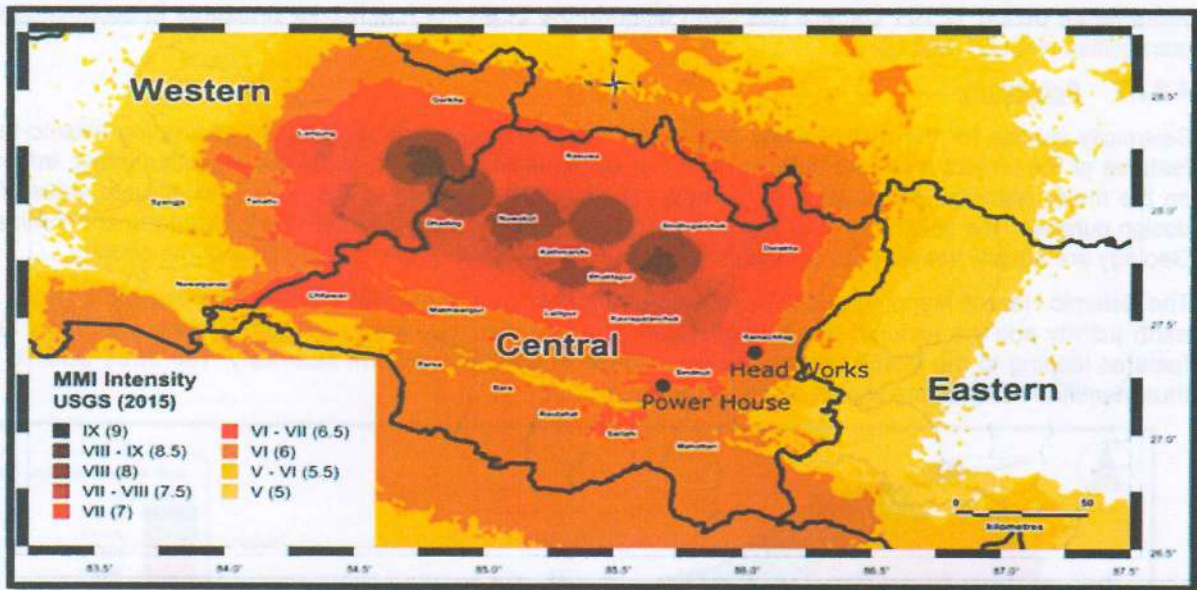 Western
Gorkha
Lamjung
Rasuwa
Syangja
Tanahu
Dhading
Nuwakot
Sindhupalchok
Dolakha
Kathmandu
Bhaktapur
Nawalparasi
Chitawan
Makhwanpur
Lalitpur
Kavrepalanchok
Ramechhap
Central
Head Works
Parsa
Sindhuli
Eastern
Bara
Power House
Rautahat
Sarlahi
Mahottari
MMI Intensity
USGS (2015)
IX (9)
VIII - IX (8.5)
VIII (8)
VII - VIII (7.5)
VII (7)
VI - VII (6.5)
VI (6)
V - VI (5.5)
V (5)
0 50
kilometres
28.5°
28.0°
27.5°
27.0°
26.5°
83.5° 84.0° 84.5° 85.0° 85.5° 86.0° 86.5° 87.0° 87.5°